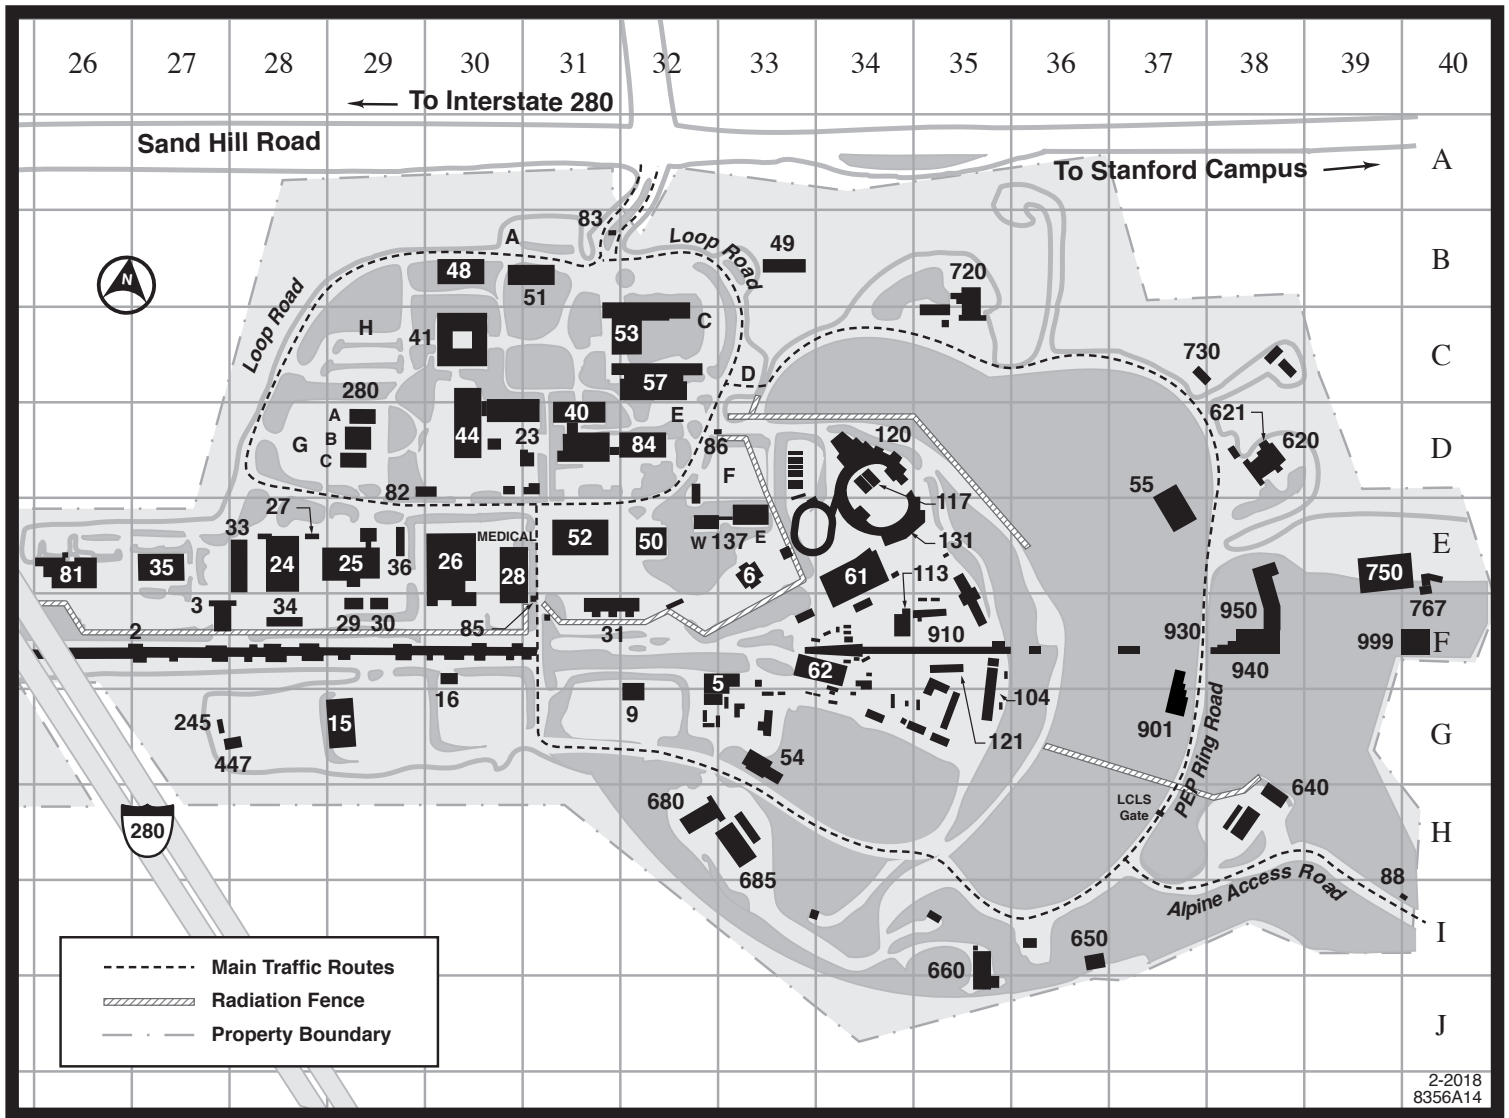 26 27 28 29 30 31 32 33 34 35 36 37 38 39 40
To Interstate 280
Sand Hill Road
A
To Stanford Campus
83
A
Loop Road
49
B
48
51
720
Loop Road
H
41
53
C
C
280
57
D
730
A
40
E
621
B
G
44
23
84
86
120
620
D
C
F
82
55
27
117
33
MEDICAL
52
50
W 137 E
131
E
81
35
24
25
36
26
28
6
61
113
750
3
34
950
767
2
29 30
85
31
910
930
999
F
62
940
5
16
9
104
245
15
901
G
447
54
121
PEP Ring Road
680
LCLS
Gate
640
280
H
685
88
Alpine Access Road
I
650
660
Main Traffic Routes
Radiation Fence
Property Boundary
J
N
2-2018
8356A14